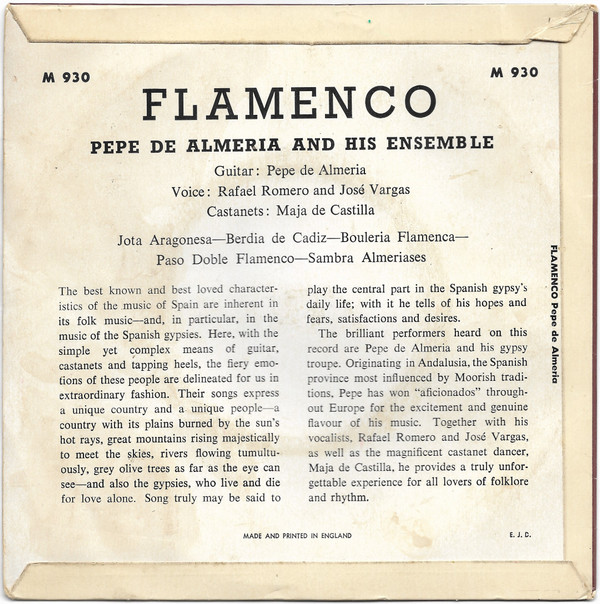 M 930
M 930
FLAMENCO
PEPE DE ALMERIA AND HIS ENSEMBLE
Guitar: Pepe de Almeria
Voice: Rafael Romero and José Vargas
Castanets: Maja de Castilla
Jota Aragonesa—Berdia de Cadiz—Bouleria Flamenca—
Paso Doble Flamenco—Sambra Almeriases
The best known and best loved character-
istics of the music of Spain are inherent in
its folk music—and, in particular, in the
music of the Spanish gypsies. Here, with the
simple yet complex means of guitar,
castanets and tapping heels, the fiery emo-
tions of these people are delineated for us in
extraordinary fashion. Their songs express
a unique country and a unique people—a
country with its plains burned by the sun's
hot rays, great mountains rising majestically
to meet the skies, rivers flowing tumultu-
ously, grey olive trees as far as the eye can
see—and also the gypsies, who live and die
for love alone. Song truly may be said to
play the central part in the Spanish gypsy's
daily life; with it he tells of his hopes and
fears, satisfactions and desires.
The brilliant performers heard on this
record are Pepe de Almeria and his gypsy
troupe. Originating in Andalusia, the Spanish
province most influenced by Moorish tradi-
tions, Pepe has won "aficionados" through-
out Europe for the excitement and genuine
flavour of his music. Together with his
vocalists, Rafael Romero and José Vargas,
as well as the magnificent castanet dancer,
Maja de Castilla, he provides a truly unfor-
gettable experience for all lovers of folklore
and rhythm.
FLAMENCO Pepe de Almeria
MADE AND PRINTED IN ENGLAND
E. J. D.